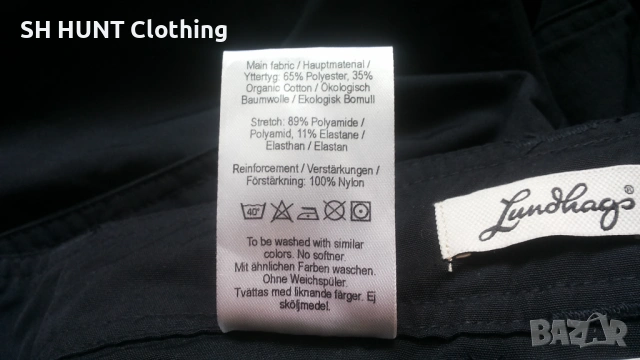 SH HUNT Clothing
Main fabric / Hauptmaterial /
Yttertyg: 65% Polyester, 35%
Organic Cotton / Ökologisch
Baumwolle / Ekologisk Bomull
Stretch: 89% Polyamide /
Polyamid, 11% Elastane /
Elasthan / Elastan
Reinforcement / Verstärkungen /
Förstärkning: 100% Nylon
40°
To be washed with similar
colors. No softner.
Mit ähnlichen Farben waschen.
Ohne Weichspüler.
Tvättas med liknande färger. Ej
sköljmedel.
Lundhags®
BAZAR